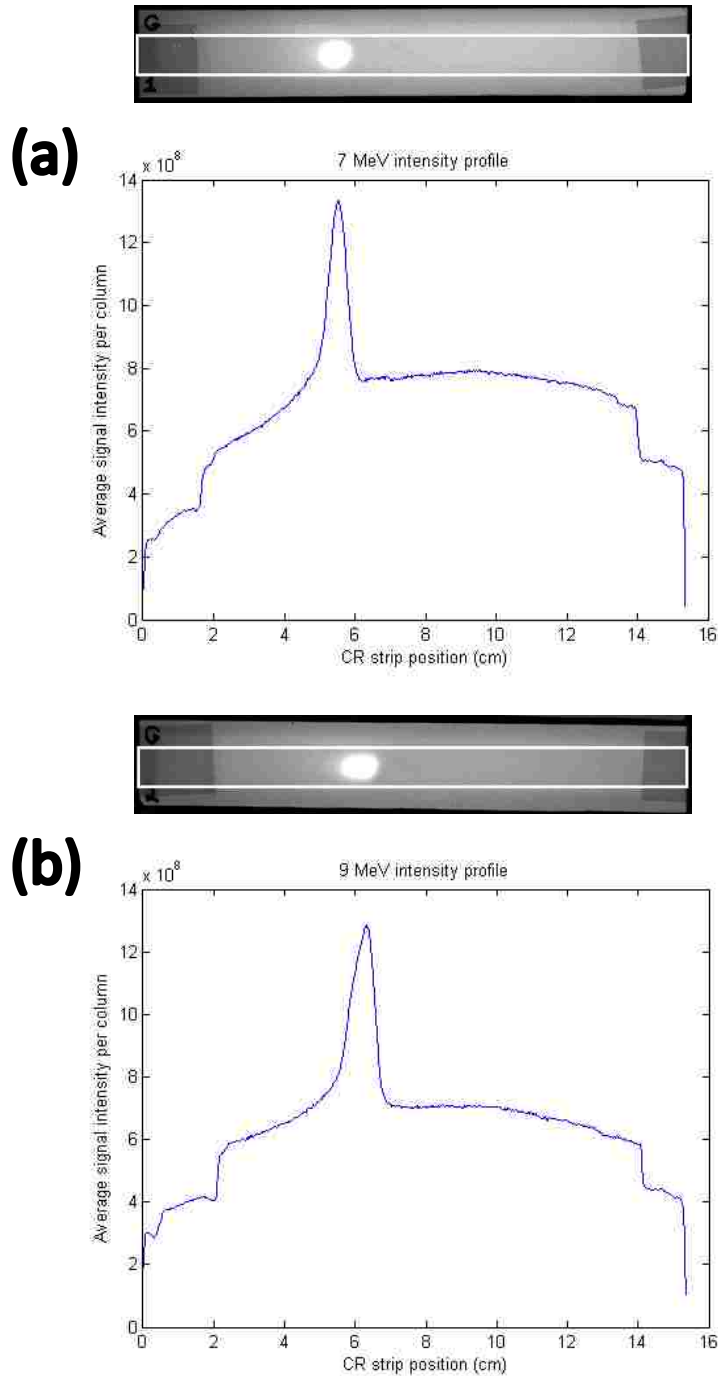 G
1
(a)
x 10^8
7 MeV intensity profile
14
12
10
8
6
4
2
0
Average signal intensity per column
0 2 4 6 8 10 12 14 16
CR strip position (cm)
G
(b)
x 10^8
9 MeV intensity profile
14
12
10
8
6
4
2
0
Average signal intensity per column
0 2 4 6 8 10 12 14 16
CR strip position (cm)